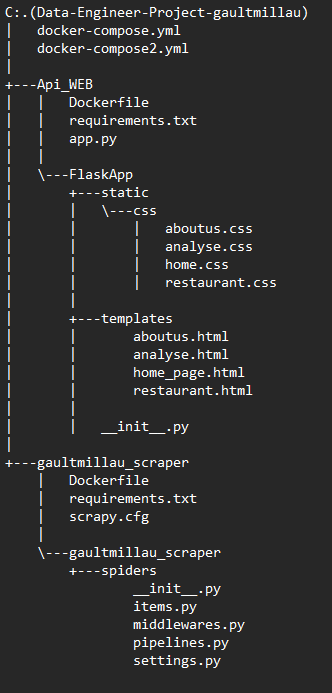 C:.(Data-Engineer-Project-gaultmillau)
|   docker-compose.yml
|   docker-compose2.yml
|
+---Api_WEB
|   |   Dockerfile
|   |   requirements.txt
|   |   app.py
|   |
|   \---FlaskApp
|       +---static
|       |   \---css
|       |       |   aboutus.css
|       |       |   analyse.css
|       |       |   home.css
|       |       |   restaurant.css
|       |
|       +---templates
|       |       aboutus.html
|       |       analyse.html
|       |       home_page.html
|       |       restaurant.html
|       |
|       |   __init__.py
|
+---gaultmillau_scraper
    |   Dockerfile
    |   requirements.txt
    |   scrapy.cfg
    |
    \---gaultmillau_scraper
        +---spiders
                __init__.py
                items.py
                middlewares.py
                pipelines.py
                settings.py